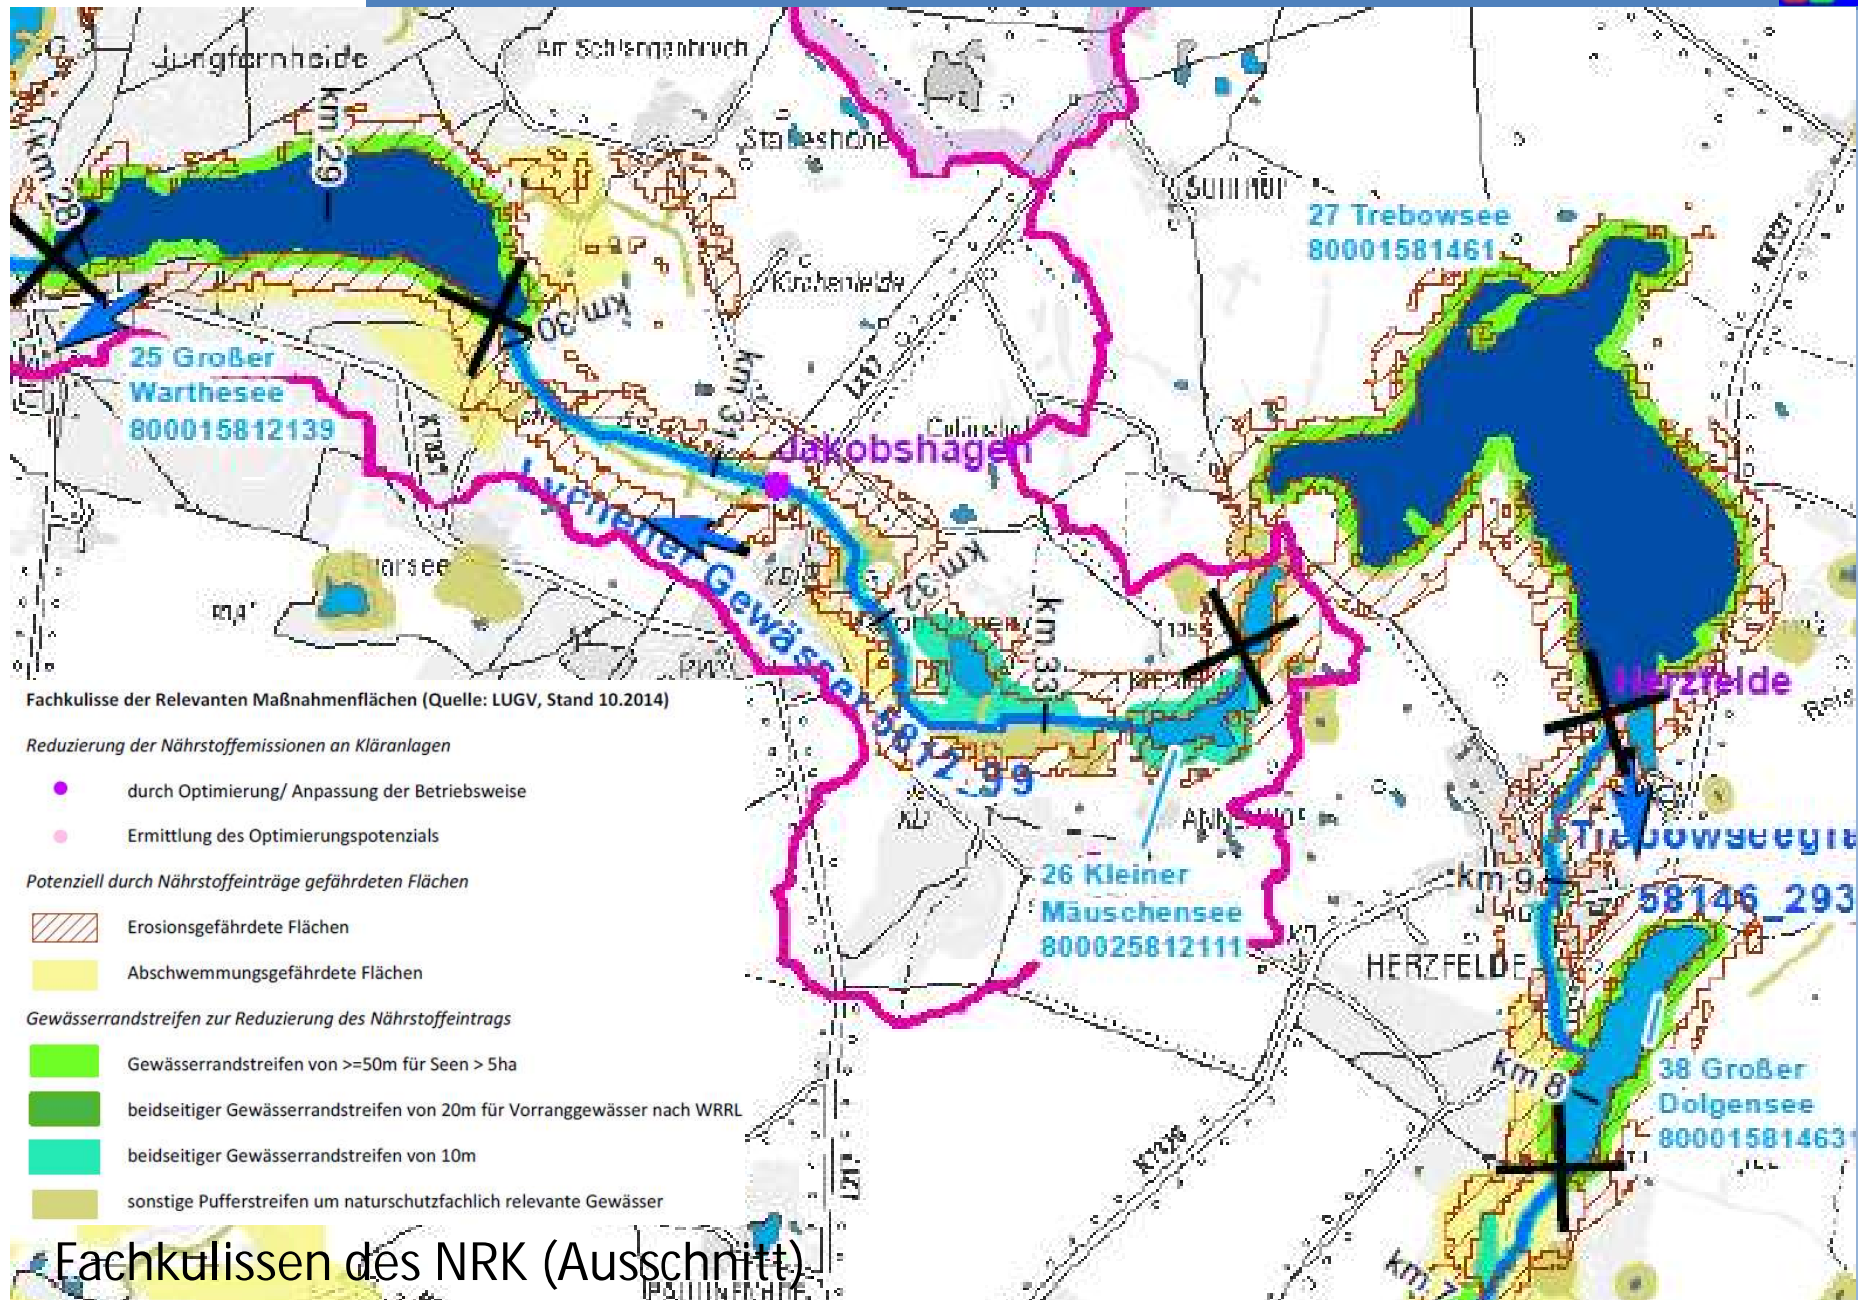 Jungfernheide
Am Schlangenbruch
km 29
km 28
Kirchenfelde
27 Trebowsee
80001581461
km 30
25 Großer
Warthesee
800015812139
km 31
Jakobshagen
Lychener Gewässer 5812_99
km 32
km 33
Herzfelde
26 Kleiner
Mäuschensee
800025812111
km 9
58146_293
HERZFELDE
km 8
38 Großer
Dolgensee
80001581463
km 7
Fachkulisse der Relevanten Maßnahmenflächen (Quelle: LUGV, Stand 10.2014)
Reduzierung der Nährstoffemissionen an Kläranlagen
durch Optimierung/ Anpassung der Betriebsweise
Ermittlung des Optimierungspotenzials
Potenziell durch Nährstoffeinträge gefährdeten Flächen
Erosionsgefährdete Flächen
Abschwemmungsgefährdete Flächen
Gewässerrandstreifen zur Reduzierung des Nährstoffeintrags
Gewässerrandstreifen von >=50m für Seen > 5ha
beidseitiger Gewässerrandstreifen von 20m für Vorranggewässer nach WRRL
beidseitiger Gewässerrandstreifen von 10m
sonstige Pufferstreifen um naturschutzfachlich relevante Gewässer
Fachkulissen des NRK (Ausschnitt)